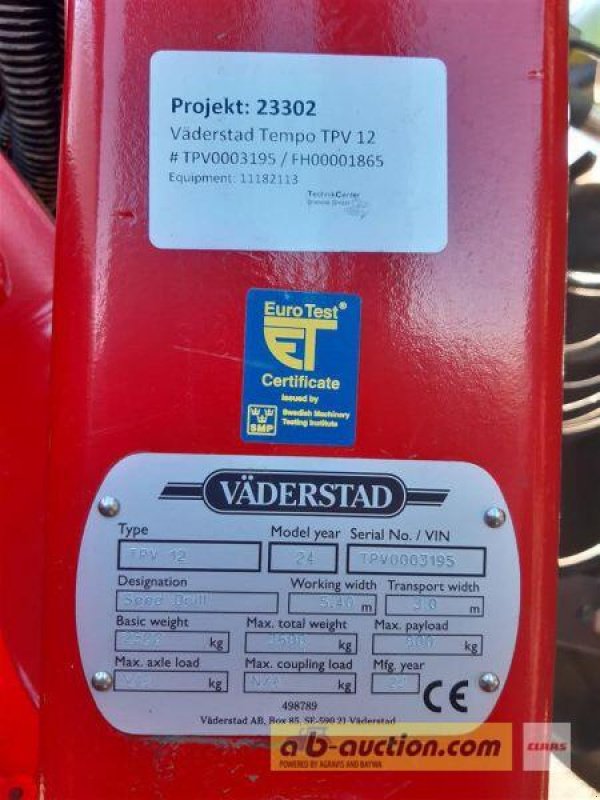 Projekt: 23302
Väderstad Tempo TPV 12
# TPV0003195 / FH00001865
Equipment: 11182113
TechnikCenter
Euro Test®
ET
Certificate
issued by
SMP
Swedish Machinery
Testing Institute
VÄDERSTAD
Type Model year Serial No. / VIN
TPV 12 24 TPV0003195
Designation Working width Transport width
Seed Drill 5.40 m 3.0 m
Basic weight Max. total weight Max. payload
kg kg kg
Max. axle load Max. coupling load Mfg. year
kg N/A kg
CE
498789
Väderstad AB, Box 85, SE-590 21 Väderstad
ab-auction.com
POWERED BY AGRAVIS AND BAYWA
CLAAS